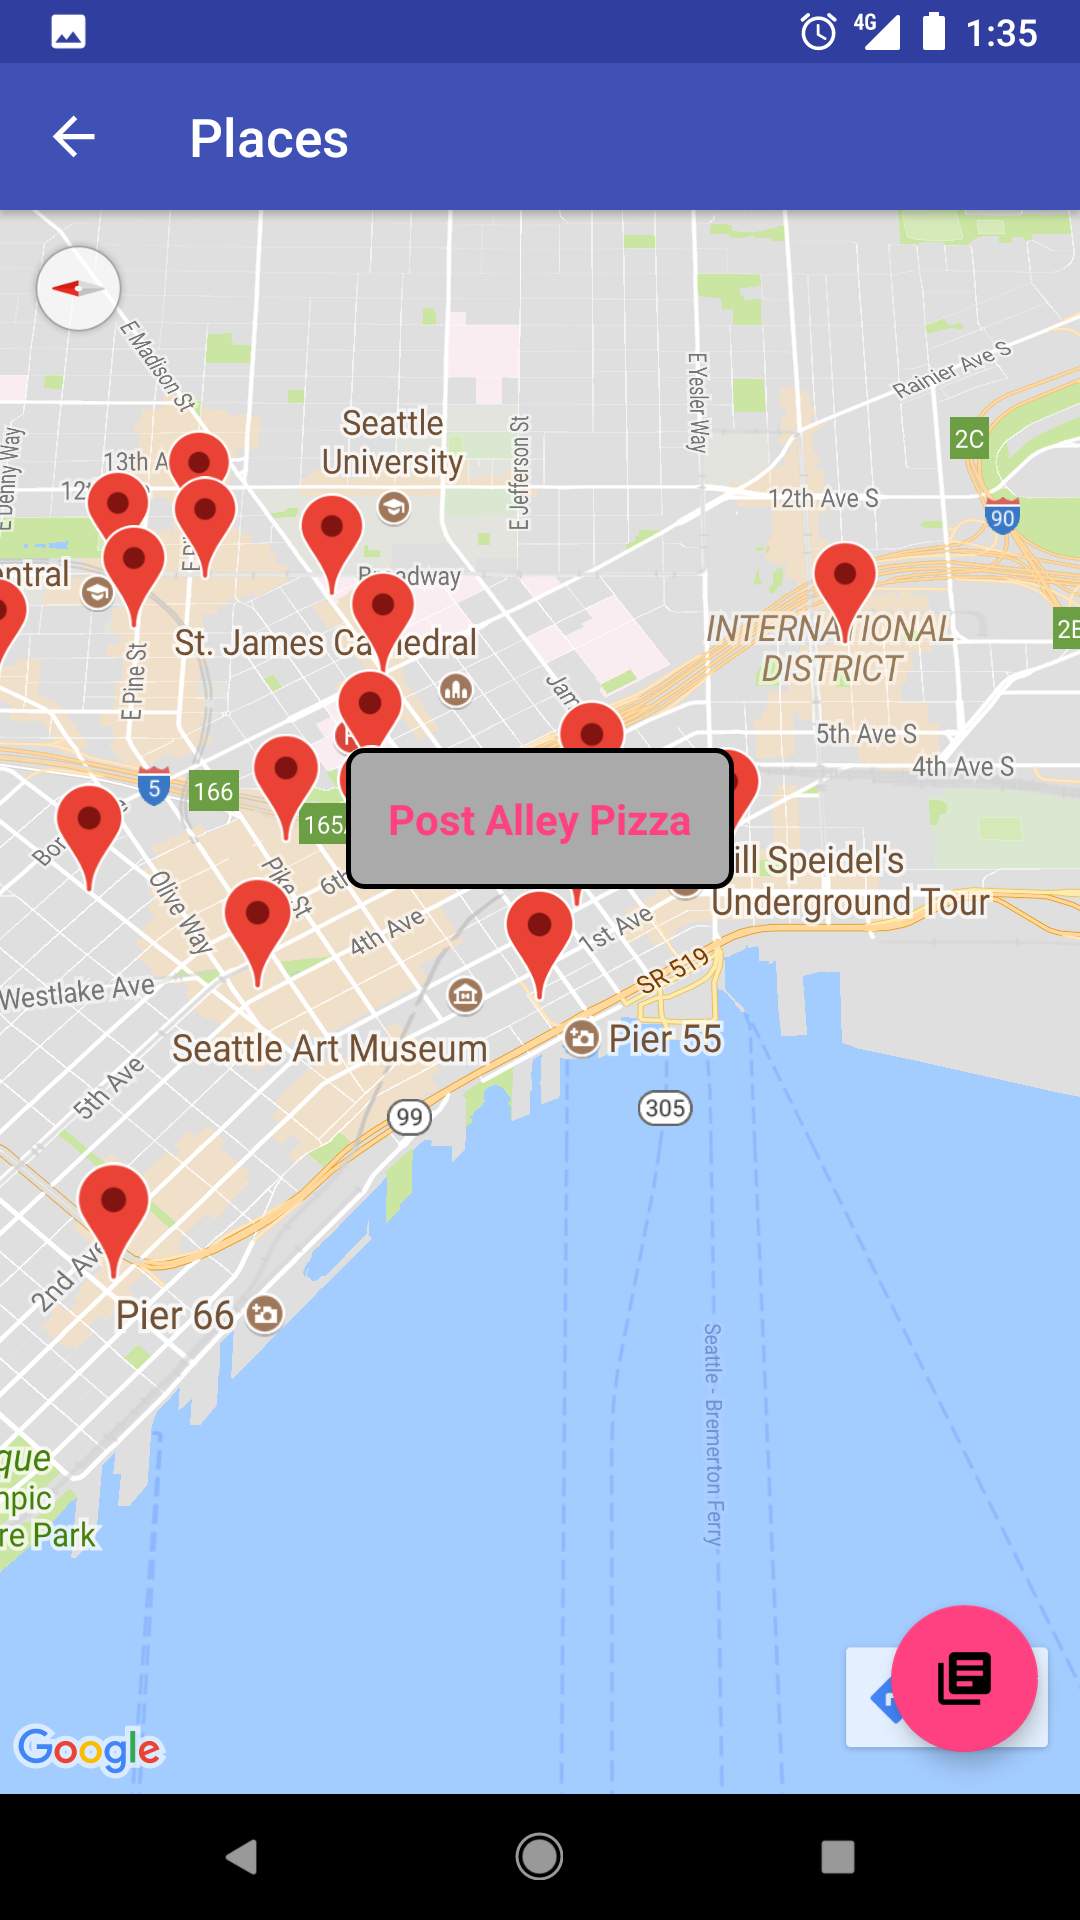 4G
1:35
Places
E Madison St
Seattle
University
E Jefferson St
E Yesler Way
Rainier Ave S
2C
E Denny Way
13th A
12th Ave S
90
Broadway
entral
St. James Cathedral
INTERNATIONAL
DISTRICT
2E
E Pine St
Jam
5th Ave S
4th Ave S
5
166
165A
Post Alley Pizza
Bor
Olive Way
Pike St
6th
4th Ave
1st Ave
ill Speidel's
Underground Tour
Westlake Ave
SR 519
Seattle Art Museum
Pier 55
5th Ave
99
305
2nd Ave
Pier 66
Seattle - Bremerton Ferry
que
mpic
re Park
Google